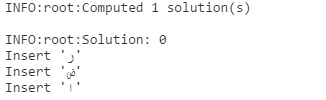 INFO:root:Computed 1 solution(s)
INFO:root:Solution: 0
Insert 'ر'
Insert 'ض'
Insert 'ا'